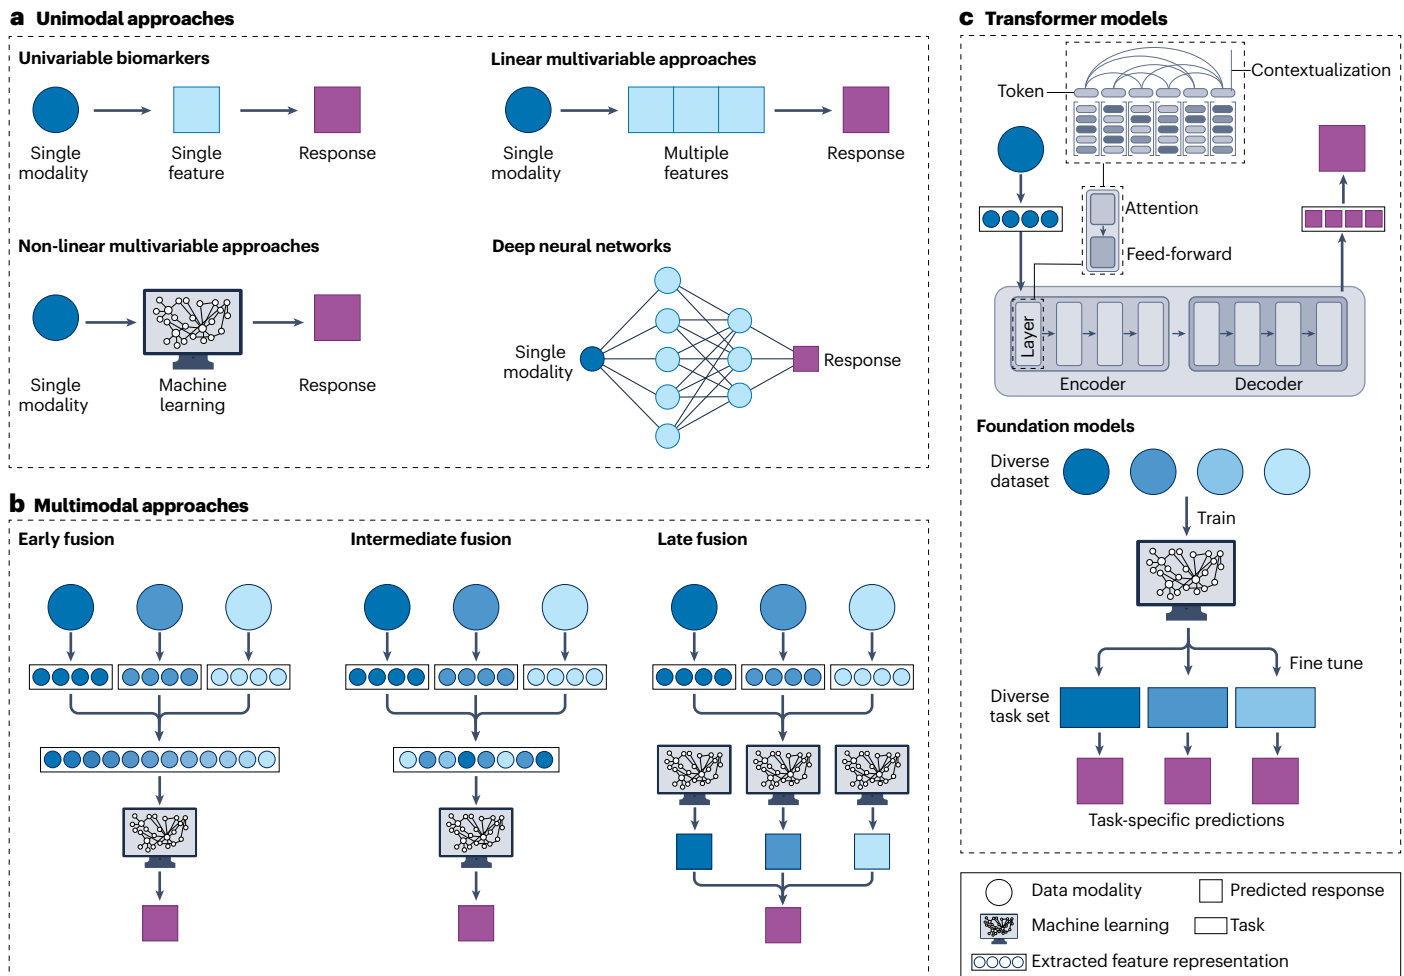 a Unimodal approaches
Univariable biomarkers
Single
modality
Single
feature
Response
Linear multivariable approaches
Single
modality
Multiple
features
Response
Non-linear multivariable approaches
Single
modality
Machine
learning
Response
Deep neural networks
Single
modality
Response
b Multimodal approaches
Early fusion
Intermediate fusion
Late fusion
c Transformer models
Token
Contextualization
Attention
Feed-forward
Layer
Encoder
Decoder
Foundation models
Diverse
dataset
Train
Fine tune
Diverse
task set
Task-specific predictions
Data modality
Predicted response
Machine learning
Task
Extracted feature representation